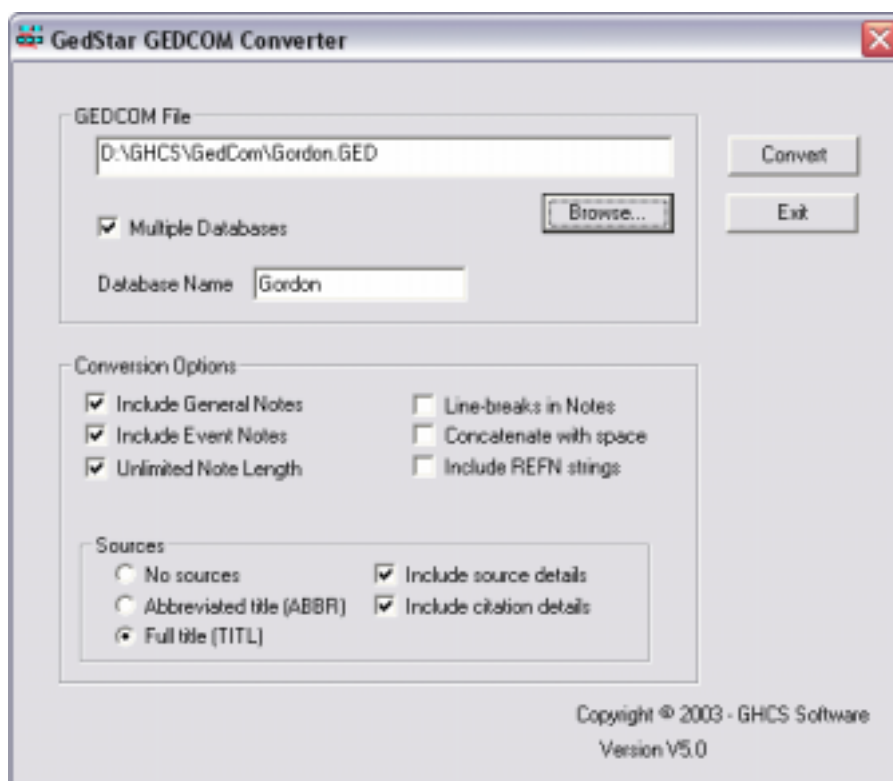 GedStar GEDCOM Converter
GEDCOM File
D:\GHCS\GedCom\Gordon.GED
Convert
Browse...
Exit
Multiple Databases
Database Name Gordon
Conversion Options
Include General Notes
Line-breaks in Notes
Include Event Notes
Concatenate with space
Unlimited Note Length
Include REFN strings
Sources
No sources
Include source details
Abbreviated title (ABBR)
Include citation details
Full title (TITL)
Copyright © 2003 - GHCS Software
Version V5.0